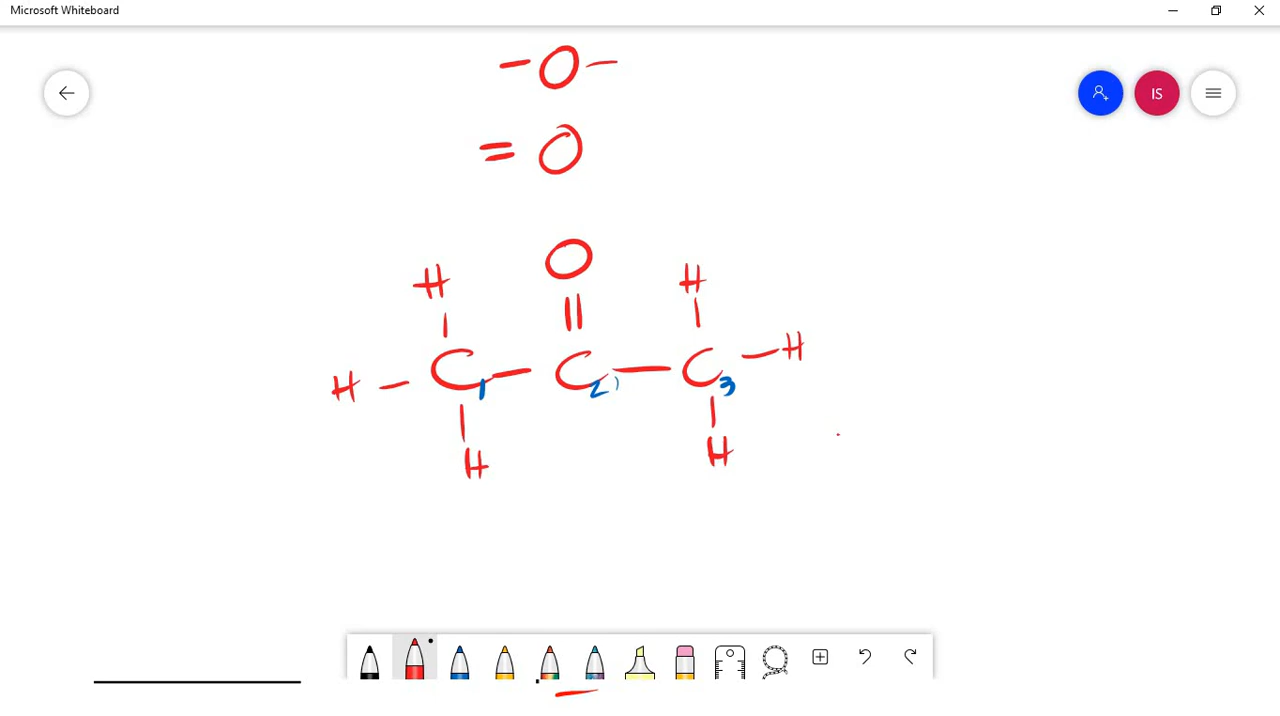 Microsoft Whiteboard
- O -
= O
IS
O
H H
||
H - C1 - C2 - C3 - H
H H